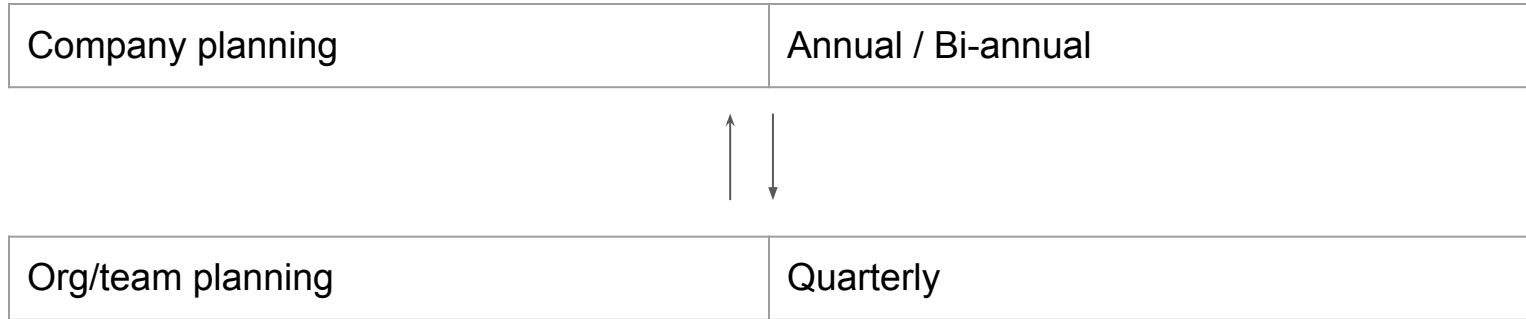 Company planning
Annual / Bi-annual
Org/team planning
Quarterly